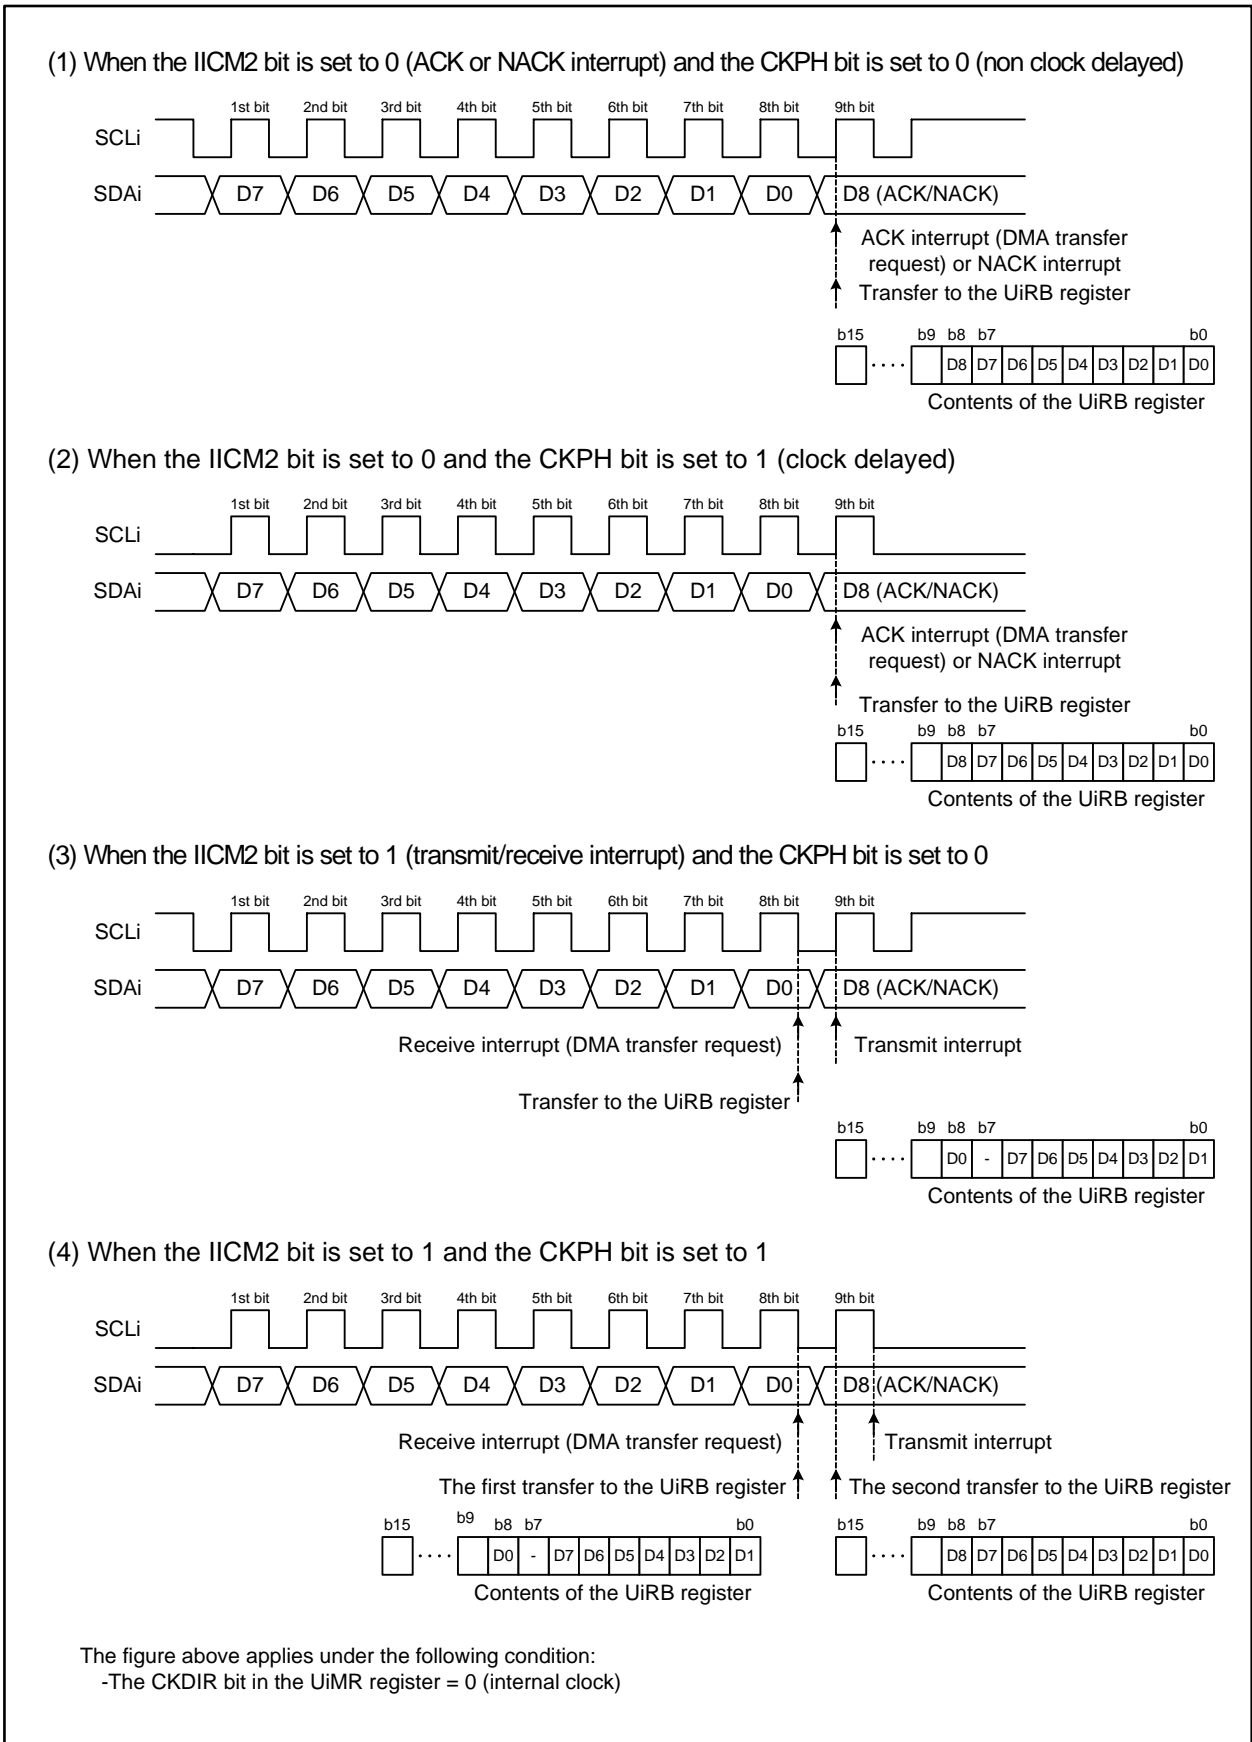 (1) When the IICM2 bit is set to 0 (ACK or NACK interrupt) and the CKPH bit is set to 0 (non clock delayed)
1st bit 2nd bit 3rd bit 4th bit 5th bit 6th bit 7th bit 8th bit 9th bit
SCLi
SDAi D7 D6 D5 D4 D3 D2 D1 D0 D8 (ACK/NACK)
ACK interrupt (DMA transfer
request) or NACK interrupt
Transfer to the UiRB register
b15 b9 b8 b7 b0
···· D8 D7 D6 D5 D4 D3 D2 D1 D0
Contents of the UiRB register
(2) When the IICM2 bit is set to 0 and the CKPH bit is set to 1 (clock delayed)
1st bit 2nd bit 3rd bit 4th bit 5th bit 6th bit 7th bit 8th bit 9th bit
SCLi
SDAi D7 D6 D5 D4 D3 D2 D1 D0 D8 (ACK/NACK)
ACK interrupt (DMA transfer
request) or NACK interrupt
Transfer to the UiRB register
b15 b9 b8 b7 b0
···· D8 D7 D6 D5 D4 D3 D2 D1 D0
Contents of the UiRB register
(3) When the IICM2 bit is set to 1 (transmit/receive interrupt) and the CKPH bit is set to 0
1st bit 2nd bit 3rd bit 4th bit 5th bit 6th bit 7th bit 8th bit 9th bit
SCLi
SDAi D7 D6 D5 D4 D3 D2 D1 D0 D8 (ACK/NACK)
Receive interrupt (DMA transfer request) Transmit interrupt
Transfer to the UiRB register
b15 b9 b8 b7 b0
···· D0 - D7 D6 D5 D4 D3 D2 D1
Contents of the UiRB register
(4) When the IICM2 bit is set to 1 and the CKPH bit is set to 1
1st bit 2nd bit 3rd bit 4th bit 5th bit 6th bit 7th bit 8th bit 9th bit
SCLi
SDAi D7 D6 D5 D4 D3 D2 D1 D0 D8 (ACK/NACK)
Receive interrupt (DMA transfer request) Transmit interrupt
The first transfer to the UiRB register The second transfer to the UiRB register
b15 b9 b8 b7 b0 b15 b9 b8 b7 b0
···· D0 - D7 D6 D5 D4 D3 D2 D1 ···· D8 D7 D6 D5 D4 D3 D2 D1 D0
Contents of the UiRB register Contents of the UiRB register
The figure above applies under the following condition:
-The CKDIR bit in the UiMR register = 0 (internal clock)